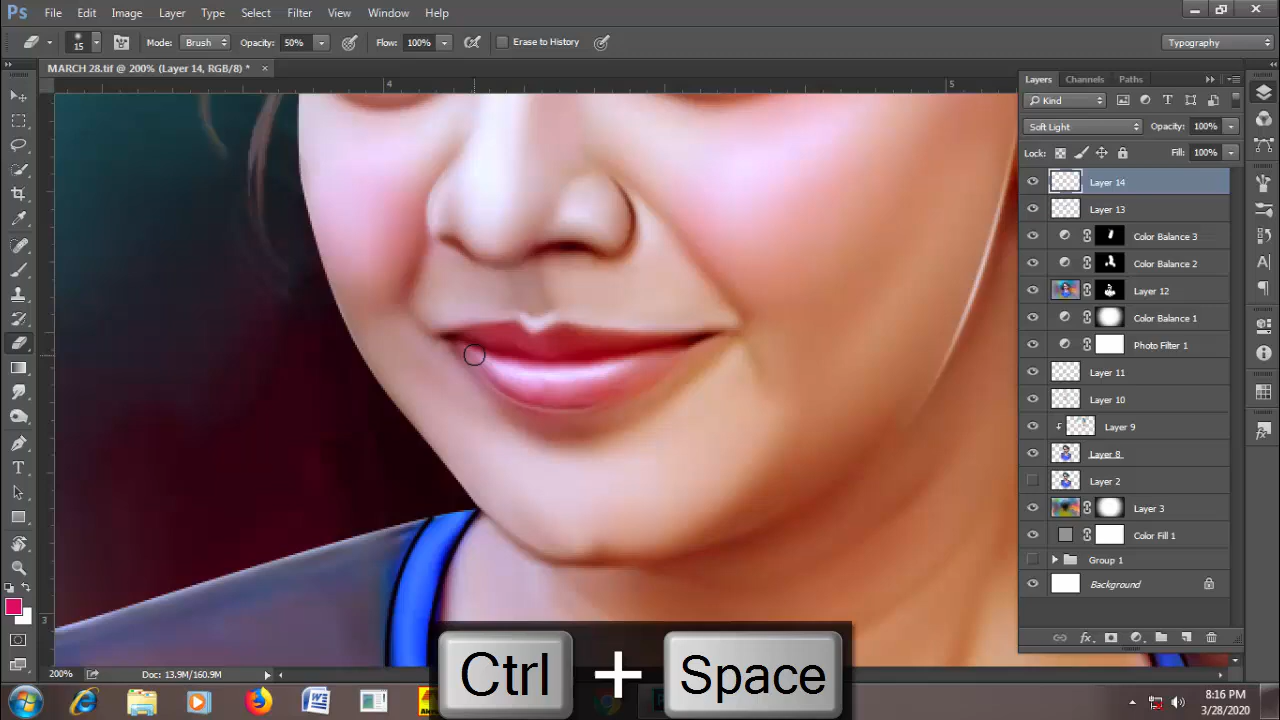 Ps File Edit Image Layer Type Select Filter View Window Help
15 Mode: Brush Opacity: 50% Flow: 100% Erase to History Typography
MARCH 28.tif @ 200% (Layer 14, RGB/8) * ×
4 5
Layers Channels Paths
Kind
Soft Light Opacity: 100%
Lock: Fill: 100%
Layer 14
Layer 13
Color Balance 3
Color Balance 2
Layer 12
Color Balance 1
Photo Filter 1
Layer 11
Layer 10
Layer 9
Layer 8
Layer 2
Layer 3
Color Fill 1
Group 1
Background
3
200% Doc: 13.9M/160.9M
Ctrl + Space
8:16 PM
3/28/2020